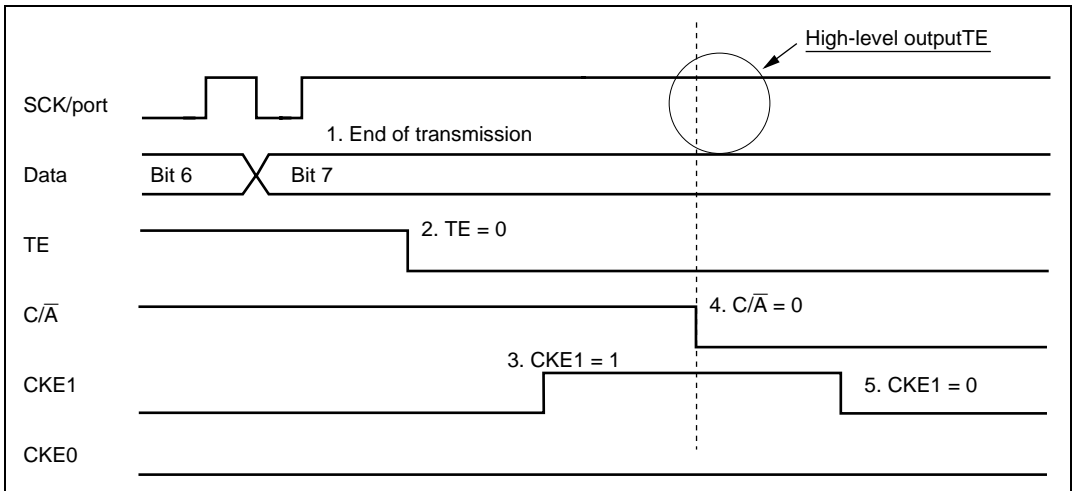 High-level outputTE
SCK/port
1. End of transmission
Data
Bit 6
Bit 7
TE
2. TE = 0
C/A̅
4. C/A̅ = 0
3. CKE1 = 1
CKE1
5. CKE1 = 0
CKE0